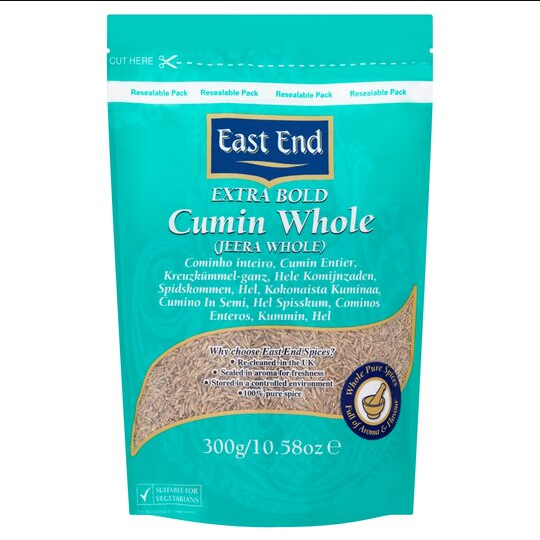 CUT HERE
Resealable Pack Resealable Pack Resealable Pack Resealable Pack
East End
EXTRA BOLD
Cumin Whole
(JEERA WHOLE)
Cominho inteiro, Cumin Entier,
Kreuzkümmel-ganz, Hele Komijnzaden,
Spidskommen, Hel, Kokonaista Kuminaa,
Cumino In Semi, Hel Spisskum, Cominos
Enteros, Kummin, Hel
Why choose East End Spices?
• Re-cleaned in the UK
• Sealed in aroma for freshness
• Stored in a controlled environment
• 100% pure spice
Whole Pure Spices
Full of Aroma & Flavour
300g/10.58oz ℮
SUITABLE FOR
VEGETARIANS